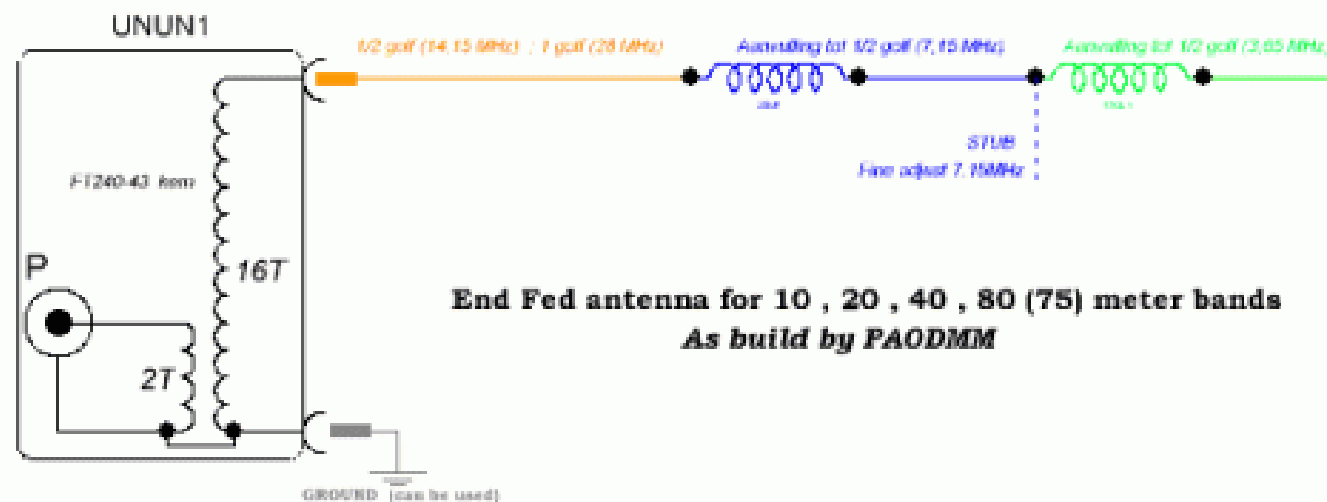 UNUN1
1/2 golf (14,15 MHz) ; 1 golf (28 MHz)
Aanvulling tot 1/2 golf (7,15 MHz)
Aanvulling tot 1/2 golf (3,65 MHz
STUB
Fine adjust 7.15MHz
FT240-43 kern
P
16T
2T
End Fed antenna for 10 , 20 , 40 , 80 (75) meter bands
As build by PA0DMM
GROUND (can be used)